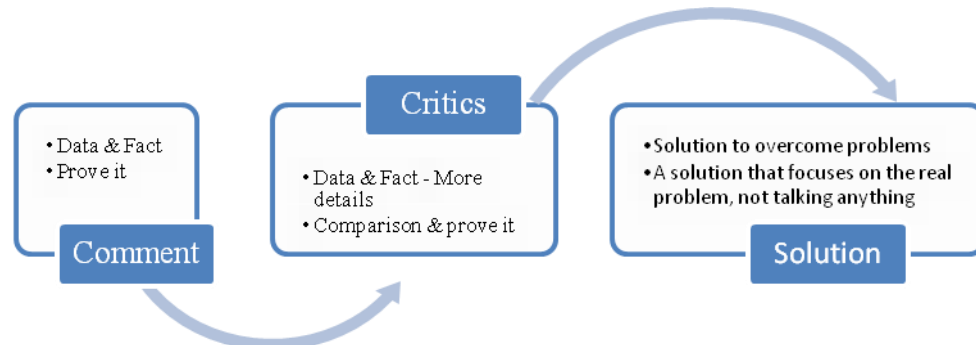 • Data & Fact
• Prove it
Comment
Critics
• Data & Fact - More
details
• Comparison & prove it
• Solution to overcome problems
• A solution that focuses on the real
problem, not talking anything
Solution